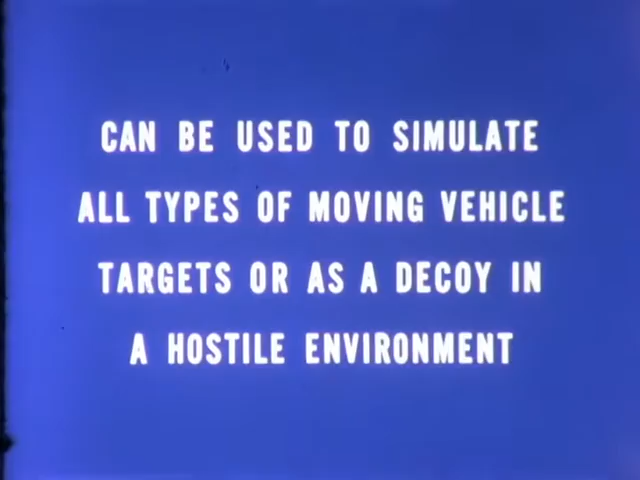 CAN BE USED TO SIMULATE
ALL TYPES OF MOVING VEHICLE
TARGETS OR AS A DECOY IN
A HOSTILE ENVIRONMENT